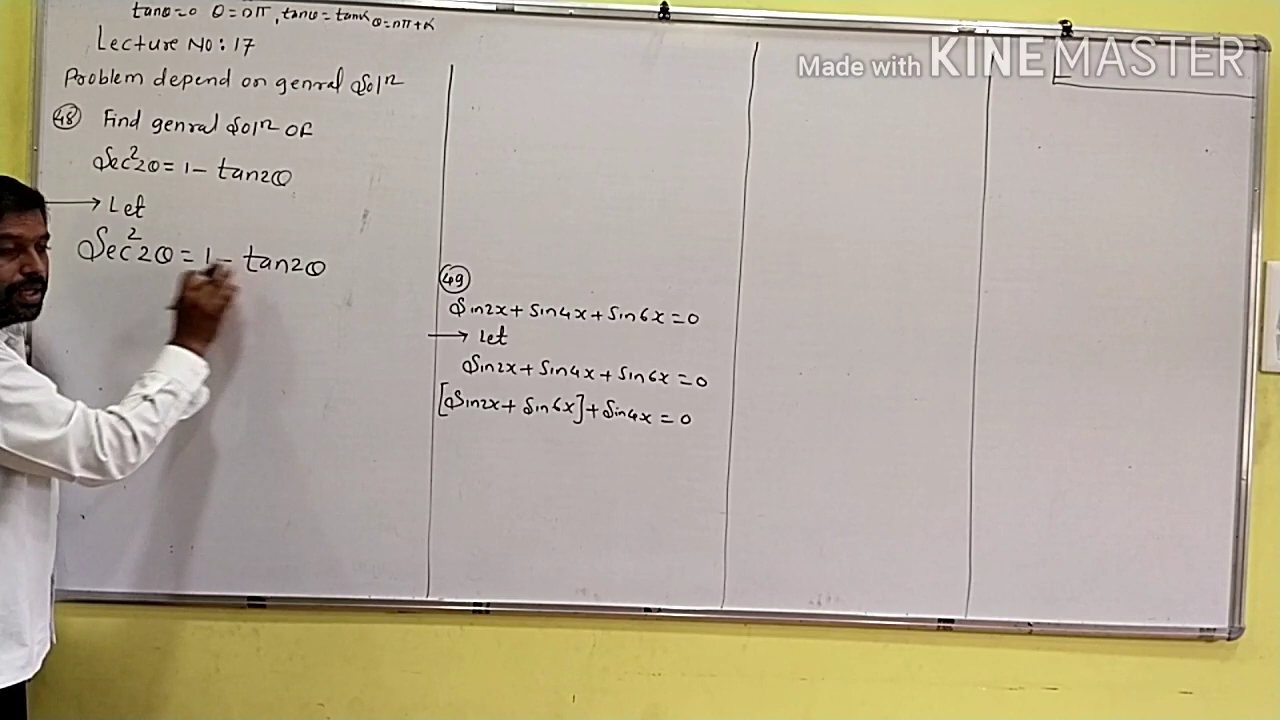 tanθ=0 θ=nπ, tanθ=tanα θ=nπ+α
Lecture No: 17
Problem depend on genral Solⁿ
48 Find genral Solⁿ OF
Sec²2θ=1- tan2θ
→ Let
Sec²2θ=1- tan2θ
49
Sin2x+ Sin4x+ Sin6x=0
→ Let
Sin2x+ Sin4x+ Sin6x=0
[Sin2x+ Sin6x]+ Sin4x=0
Made with KINEMASTER